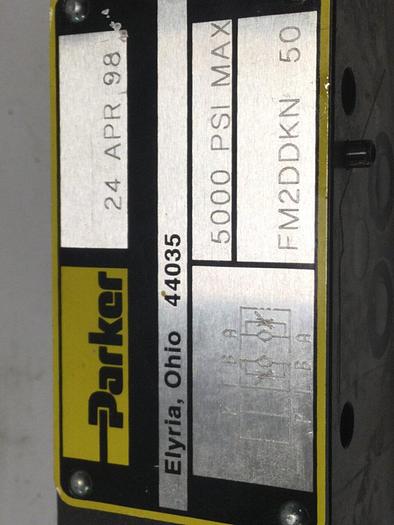 Parker
24 APR 98
Elyria, Ohio 44035
5000 PSI MAX
FM2DDKN 50
B A
B A